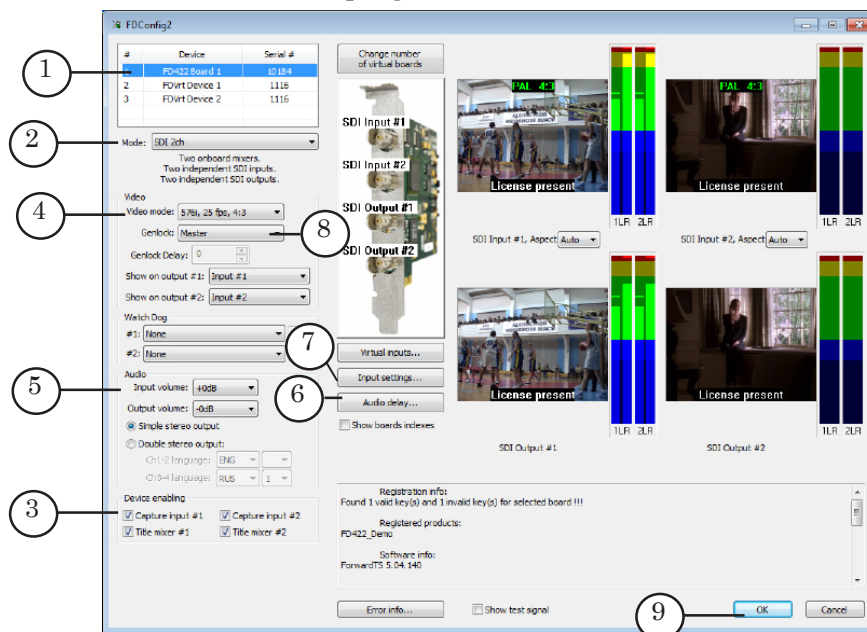 FDConfig2
# Device Serial #
1 FD422 Board 1 10184
2 FDVrt Device 1 1116
3 FDVrt Device 2 1116
1
Mode: SDI 2ch
2
Two onboard mixers.
Two independent SDI inputs.
Two independent SDI outputs.
Video
Video mode: 576i, 25 fps, 4:3
4
Genlock: Master
8
Genlock Delay: 0
Show on output #1: Input #1
Show on output #2: Input #2
Watch Dog
#1: None
#2: None
7
Audio
Input volume: +0dB
5
Output volume: -0dB
6
Simple stereo output
Double stereo output:
Ch1-2 language: ENG
Ch3-4 language: RUS 1
Device enabling
Capture input #1 Capture input #2
3
Title mixer #1 Title mixer #2
Change number
of virtual boards
SDI Input #1
SDI Input #2
SDI Output #1
SDI Output #2
Virtual inputs...
Input settings...
Audio delay...
Show boards indexes
PAL 4:3
License present
1LR 2LR
SDI Input #1, Aspect Auto
PAL 4:3
License present
1LR 2LR
SDI Input #2, Aspect Auto
License present
1LR 2LR
SDI Output #1
License present
1LR 2LR
SDI Output #2
Registration info:
Found 1 valid key(s) and 1 invalid key(s) for selected board !!!
Registered products:
FD422_Demo
Software info:
ForwardTS 5.04.140
Error info...
Show test signal
9
OK
Cancel